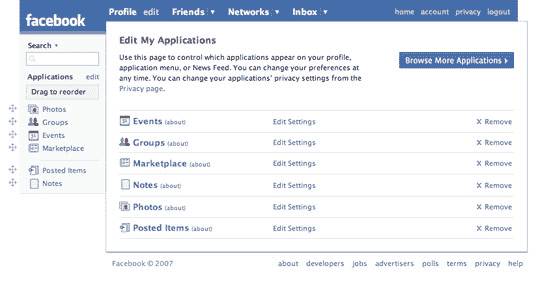 facebook
Profile edit Friends Networks Inbox home account privacy logout
Search
Applications edit
Drag to reorder
Photos
Groups
Events
Marketplace
Posted Items
Notes
Edit My Applications
Use this page to control which applications appear on your profile,
application menu, or News Feed. You can change your preferences at
any time. You can change your applications' privacy settings from the
Privacy page.
Browse More Applications
Events (about) Edit Settings X Remove
Groups (about) Edit Settings X Remove
Marketplace (about) Edit Settings X Remove
Notes (about) Edit Settings X Remove
Photos (about) Edit Settings X Remove
Posted Items (about) Edit Settings X Remove
Facebook © 2007 about developers jobs advertisers polls terms privacy help